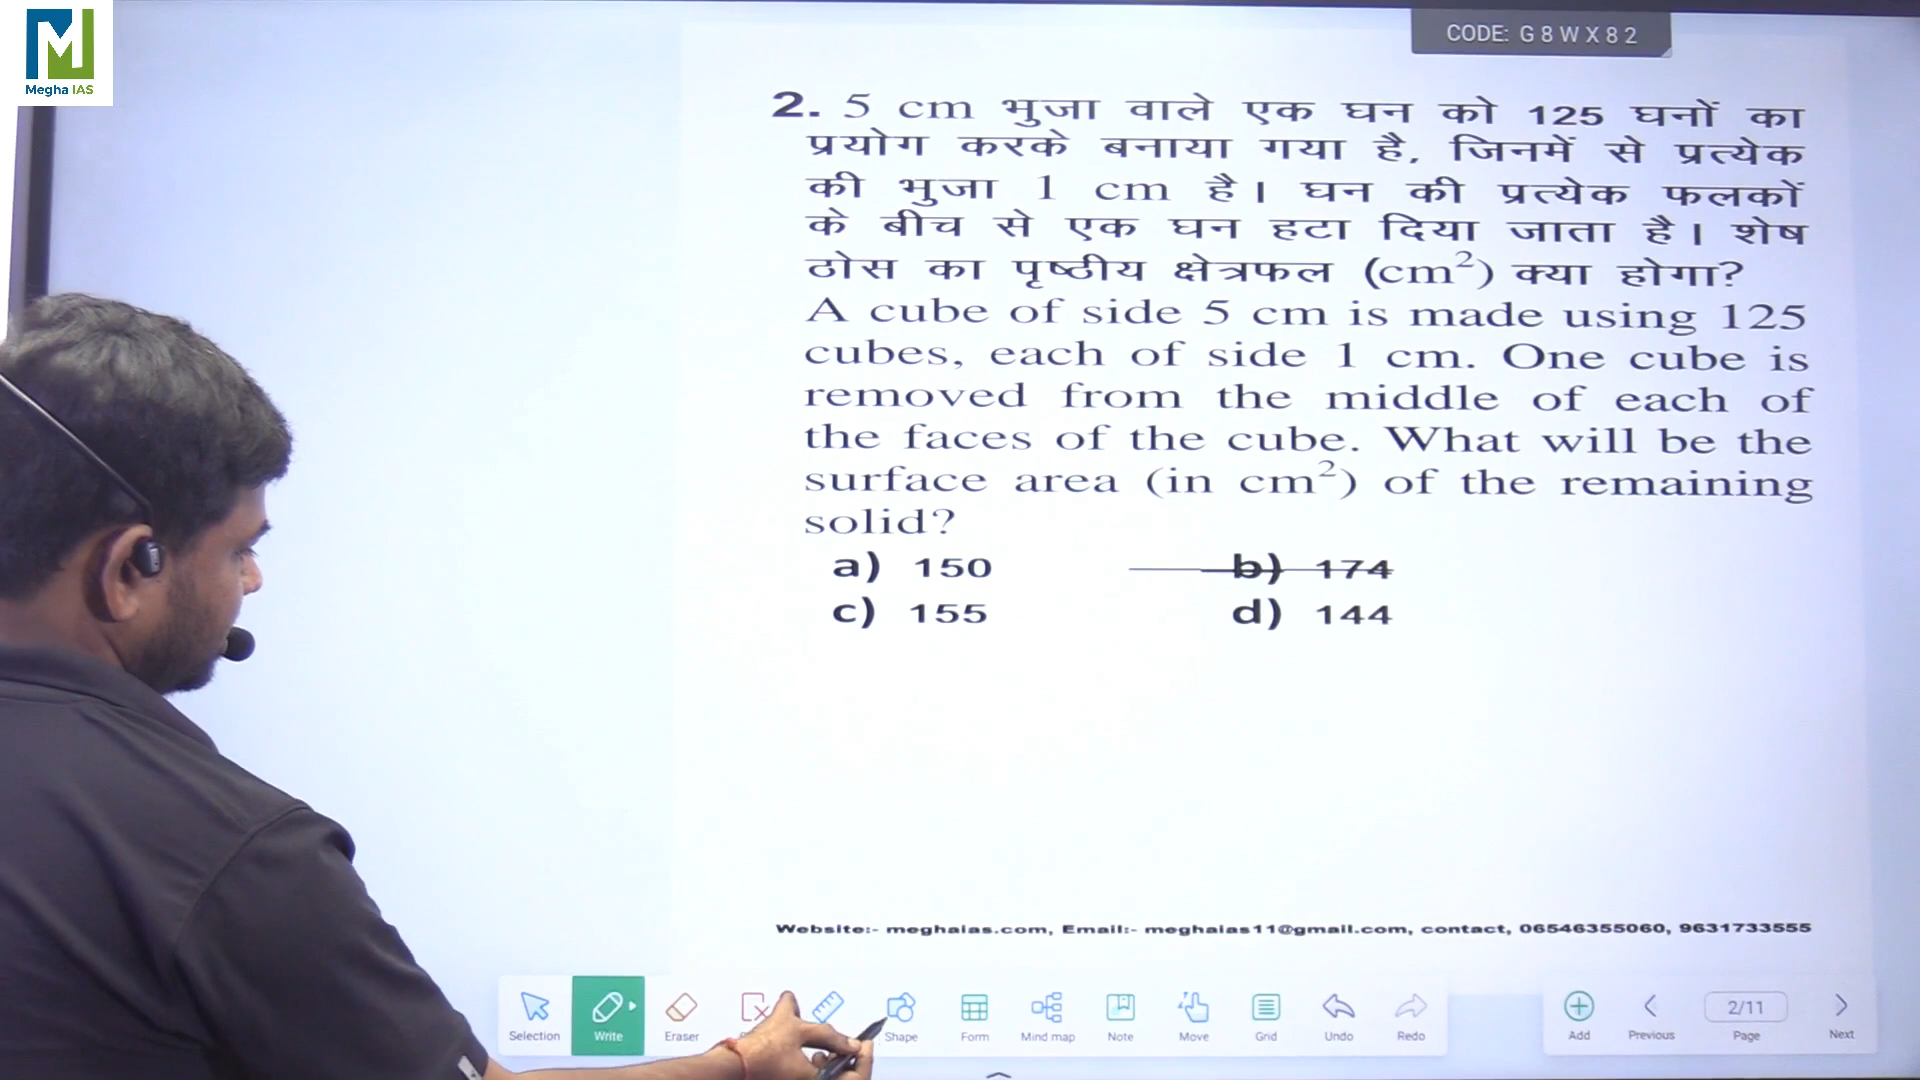 Megha IAS
CODE: G8WX82
2. 5 cm भुजा वाले एक घन को 125 घनों का
प्रयोग करके बनाया गया है, जिनमें से प्रत्येक
की भुजा 1 cm है। घन की प्रत्येक फलकों
के बीच से एक घन हटा दिया जाता है। शेष
ठोस का पृष्ठीय क्षेत्रफल (cm²) क्या होगा?
A cube of side 5 cm is made using 125
cubes, each of side 1 cm. One cube is
removed from the middle of each of
the faces of the cube. What will be the
surface area (in cm²) of the remaining
solid?
a) 150 b) 174
c) 155 d) 144
Website:- meghaias.com, Email:- meghaias11@gmail.com, contact, 06546355060, 9631733555
Selection Write Eraser Shape Form Mind map Note Move Grid Undo Redo Add Previous 2/11 Page Next